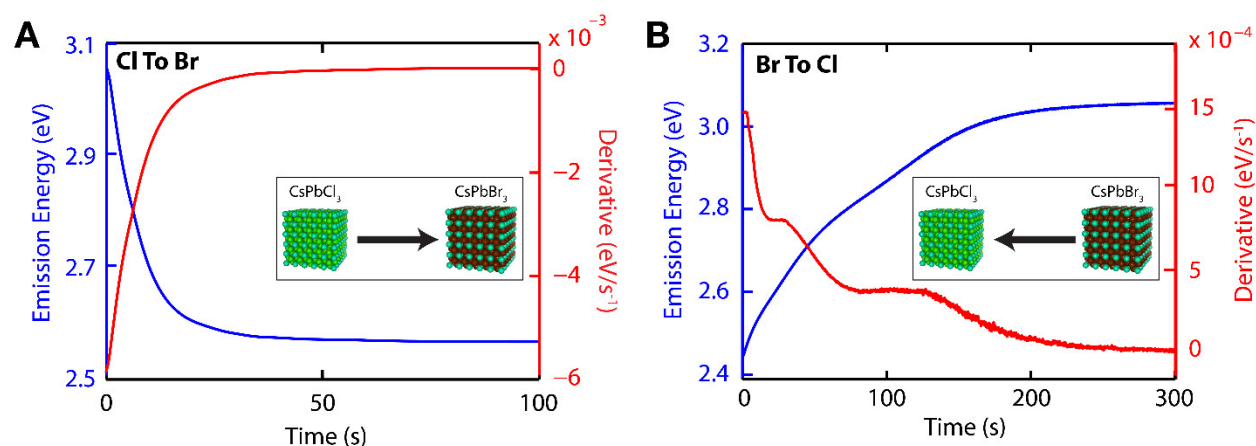 A
Cl To Br
x 10⁻³
3.1
2.9
2.7
2.5
Emission Energy (eV)
0
−2
−4
−6
Derivative (eV/s⁻¹)
CsPbCl₃
CsPbBr₃
0
50
100
Time (s)
B
Br To Cl
x 10⁻⁴
3.2
3.0
2.8
2.6
2.4
Emission Energy (eV)
15
10
5
0
Derivative (eV/s⁻¹)
CsPbCl₃
CsPbBr₃
0
100
200
300
Time (s)